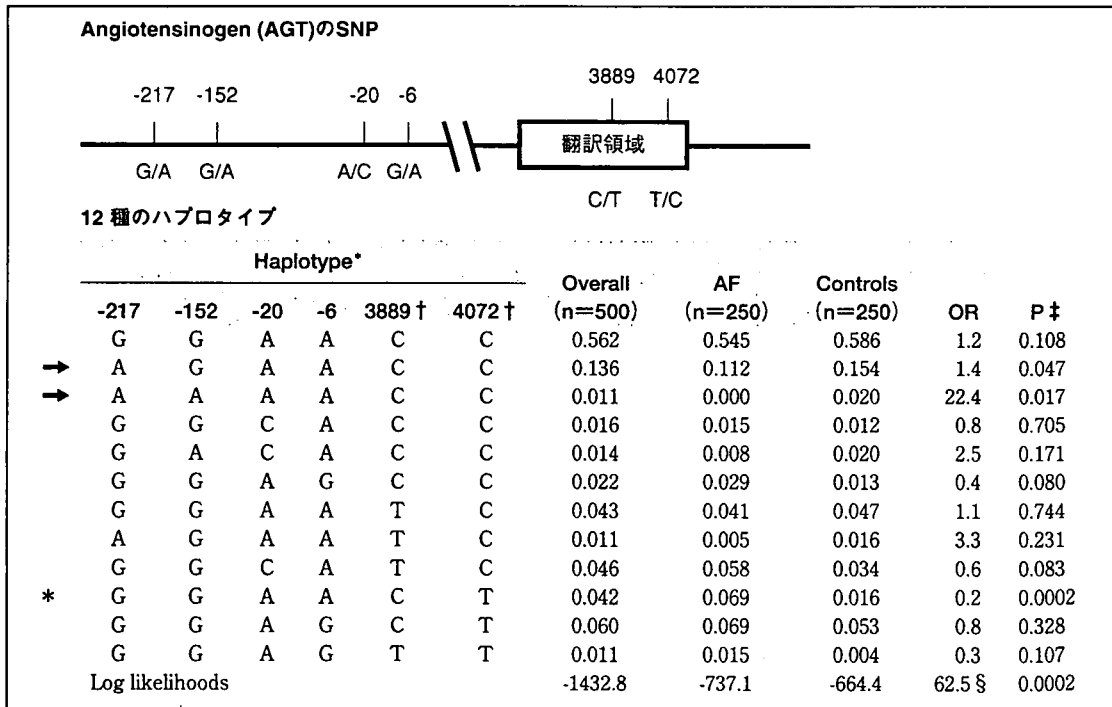 Angiotensinogen (AGT)のSNP
3889 4072
-217 -152 -20 -6
翻訳領域
G/A G/A A/C G/A
C/T T/C
12 種のハプロタイプ
Haplotype* Overall AF Controls
-217 -152 -20 -6 3889† 4072† (n=500) (n=250) (n=250) OR P‡
G G A A C C 0.562 0.545 0.586 1.2 0.108
→ A G A A C C 0.136 0.112 0.154 1.4 0.047
→ A A A A C C 0.011 0.000 0.020 22.4 0.017
G G C A C C 0.016 0.015 0.012 0.8 0.705
G A C A C C 0.014 0.008 0.020 2.5 0.171
G G A G C C 0.022 0.029 0.013 0.4 0.080
G G A A T C 0.043 0.041 0.047 1.1 0.744
A G A A T C 0.011 0.005 0.016 3.3 0.231
G G C A T C 0.046 0.058 0.034 0.6 0.083
* G G A A C T 0.042 0.069 0.016 0.2 0.0002
G G A G C T 0.060 0.069 0.053 0.8 0.328
G G A G T T 0.011 0.015 0.004 0.3 0.107
Log likelihoods -1432.8 -737.1 -664.4 62.5§ 0.0002